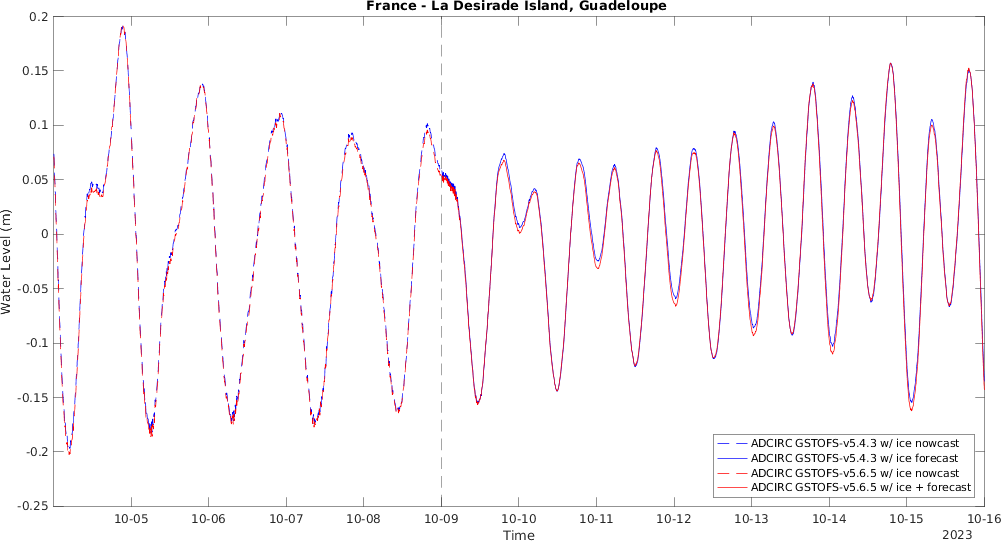 France - La Desirade Island, Guadeloupe
0.2
0.15
0.1
0.05
0
-0.05
-0.1
-0.15
-0.2
-0.25
Water Level (m)
10-05 10-06 10-07 10-08 10-09 10-10 10-11 10-12 10-13 10-14 10-15 10-16
Time
2023
ADCIRC GSTOFS-v5.4.3 w/ ice nowcast
ADCIRC GSTOFS-v5.4.3 w/ ice forecast
ADCIRC GSTOFS-v5.6.5 w/ ice nowcast
ADCIRC GSTOFS-v5.6.5 w/ ice + forecast